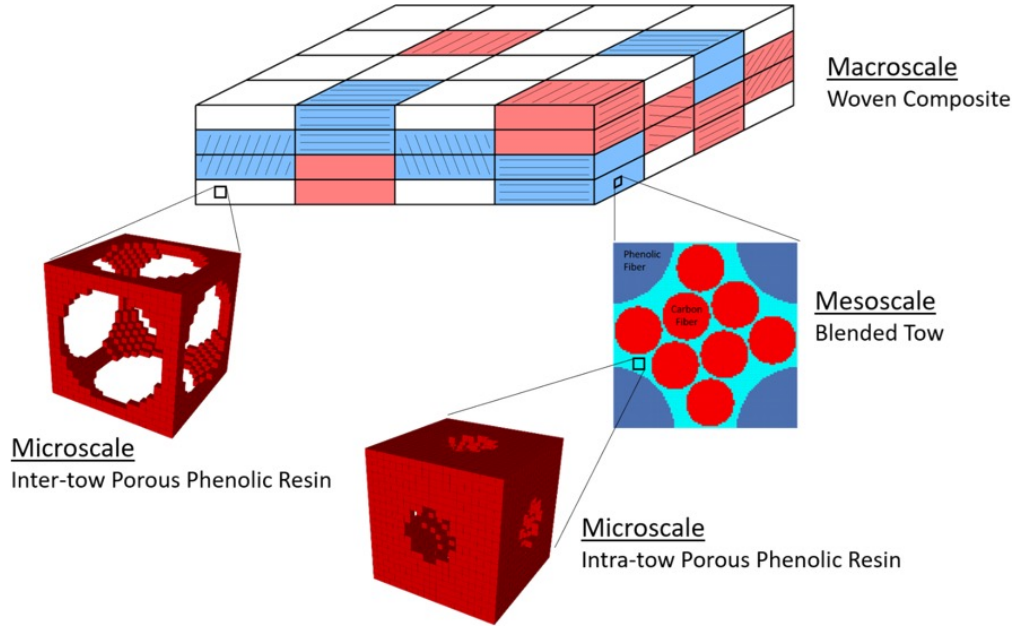 Macroscale
Woven Composite
Phenolic
Fiber
Carbon
Fiber
Mesoscale
Blended Tow
Microscale
Inter-tow Porous Phenolic Resin
Microscale
Intra-tow Porous Phenolic Resin